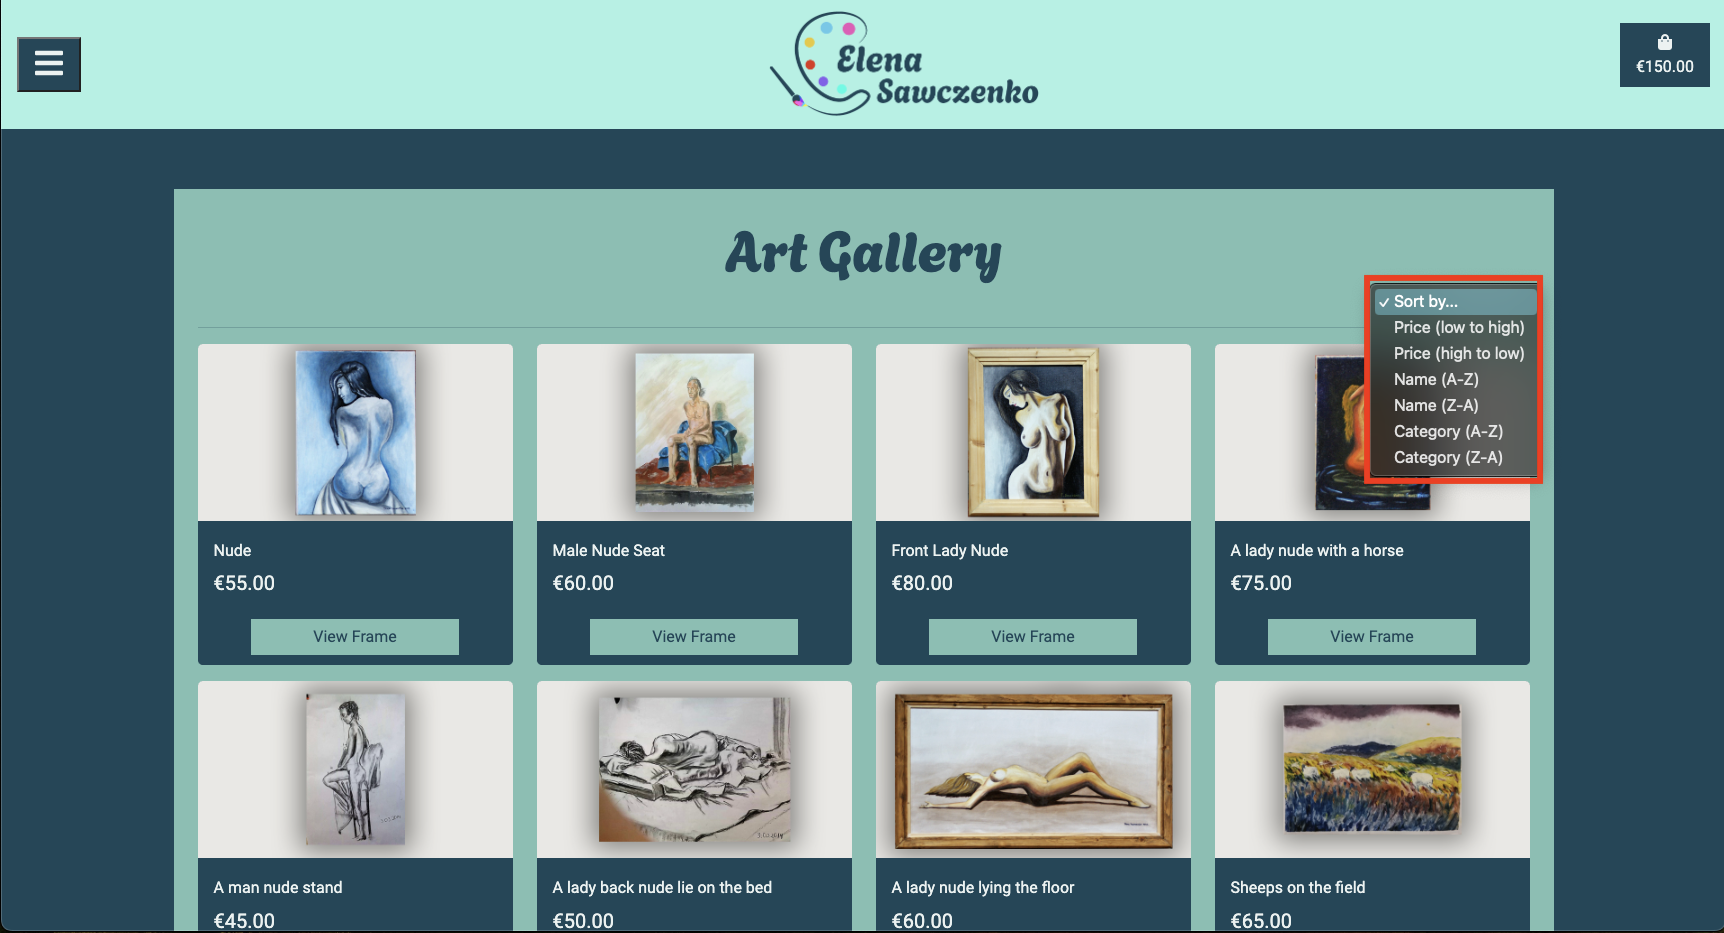 Elena
Sawczenko
€150.00
Art Gallery
✓ Sort by...
Price (low to high)
Price (high to low)
Name (A-Z)
Name (Z-A)
Category (A-Z)
Category (Z-A)
Nude
€55.00
View Frame
Male Nude Seat
€60.00
View Frame
Front Lady Nude
€80.00
View Frame
A lady nude with a horse
€75.00
View Frame
A man nude stand
€45.00
A lady back nude lie on the bed
€50.00
A lady nude lying the floor
€60.00
Sheeps on the field
€65.00